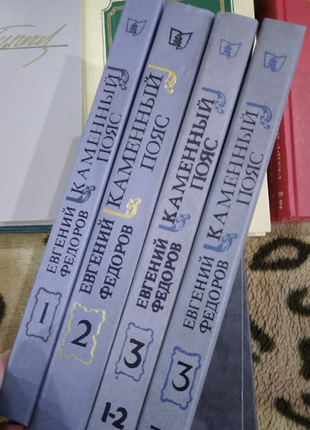 ЕВГЕНИЙ
ФЕДОРОВ
КАМЕННЫЙ
ПОЯС
1
ЕВГЕНИЙ
ФЕДОРОВ
КАМЕННЫЙ
ПОЯС
2
ЕВГЕНИЙ
ФЕДОРОВ
КАМЕННЫЙ
ПОЯС
3
1-2
ЕВГЕНИЙ
ФЕДОРОВ
КАМЕННЫЙ
ПОЯС
3